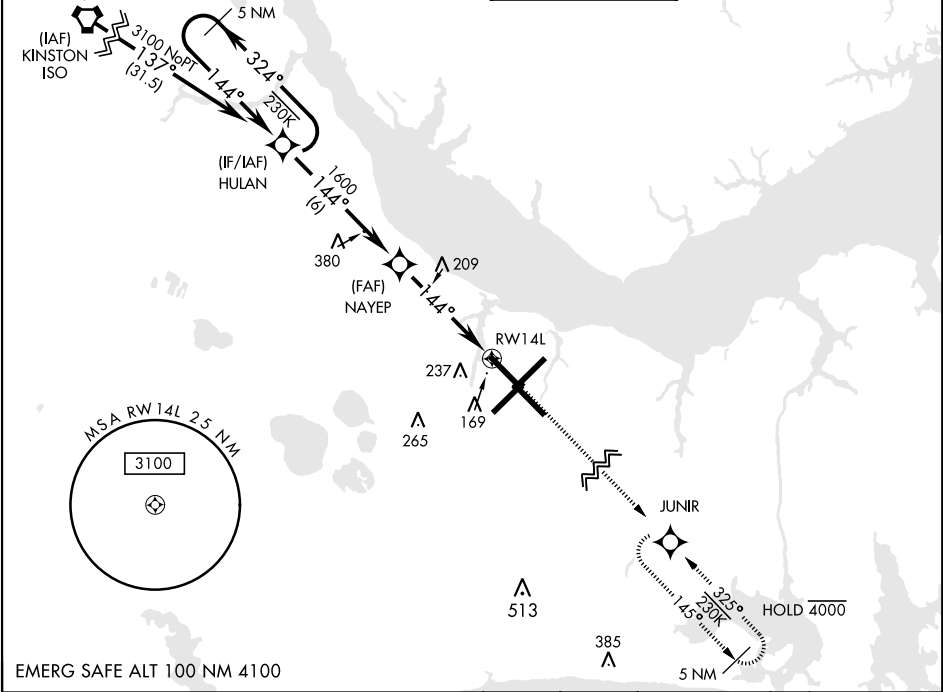 5 NM
(IAF)
KINSTON
ISO
3100 NoPT
137°
(31.5)
144°
324°
230K
(IF/IAF)
HULAN
1600
144°
(6)
380
209
(FAF)
NAYEP
144°
RW14L
237
169
265
MSA RW14L 25 NM
3100
JUNIR
325°
230K
145°
HOLD 4000
513
385
5 NM
EMERG SAFE ALT 100 NM 4100